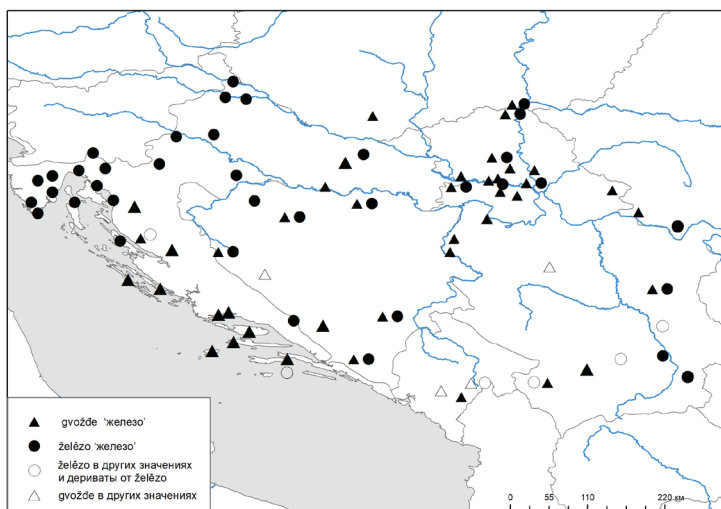 gvožđe ‘железо’
želězo ‘железо’
želězo в других значениях
и дериваты от želězo
gvožđe в других значениях
0 55 110 220 км